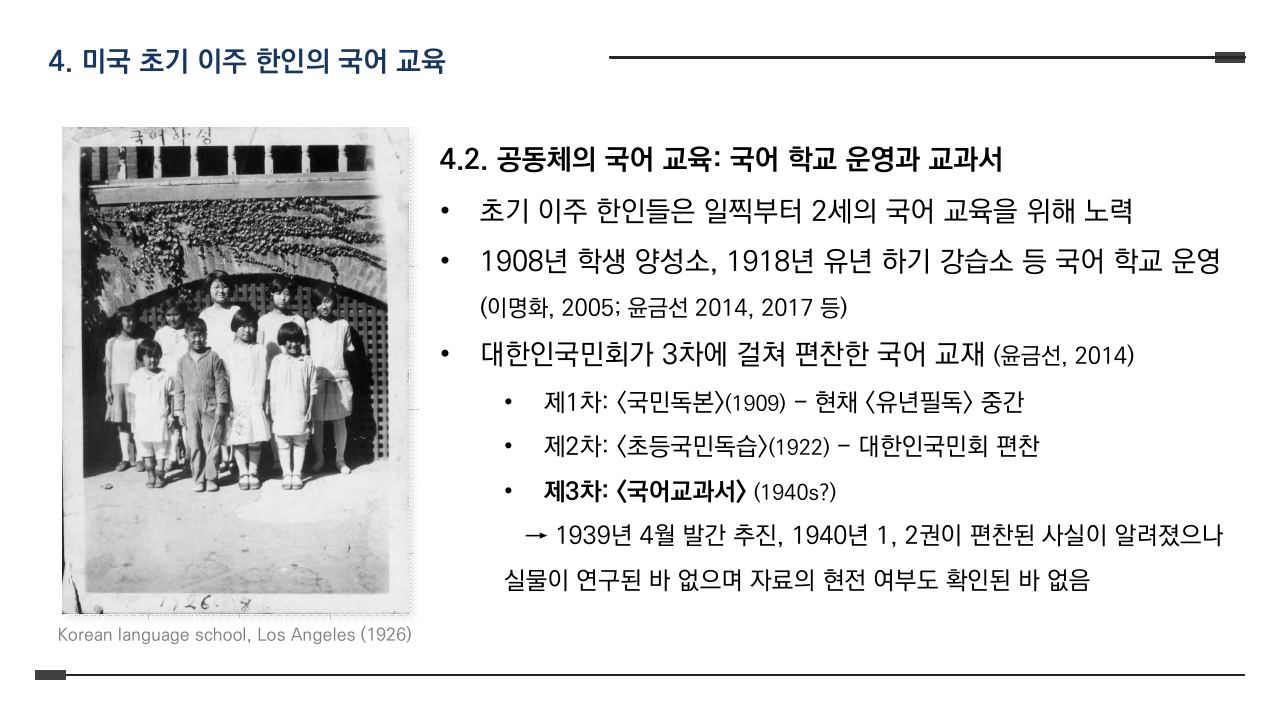 4. 미국 초기 이주 한인의 국어 교육
국어학싱
1926. 8
Korean language school, Los Angeles (1926)
4.2. 공동체의 국어 교육: 국어 학교 운영과 교과서
• 초기 이주 한인들은 일찍부터 2세의 국어 교육을 위해 노력
• 1908년 학생 양성소, 1918년 유년 하기 강습소 등 국어 학교 운영
(이명화, 2005; 윤금선 2014, 2017 등)
• 대한인국민회가 3차에 걸쳐 편찬한 국어 교재 (윤금선, 2014)
• 제1차: 〈국민독본〉(1909) – 현채 〈유년필독〉 중간
• 제2차: 〈초등국민독습〉(1922) – 대한인국민회 편찬
• 제3차: 〈국어교과서〉 (1940s?)
→ 1939년 4월 발간 추진, 1940년 1, 2권이 편찬된 사실이 알려졌으나
실물이 연구된 바 없으며 자료의 현전 여부도 확인된 바 없음